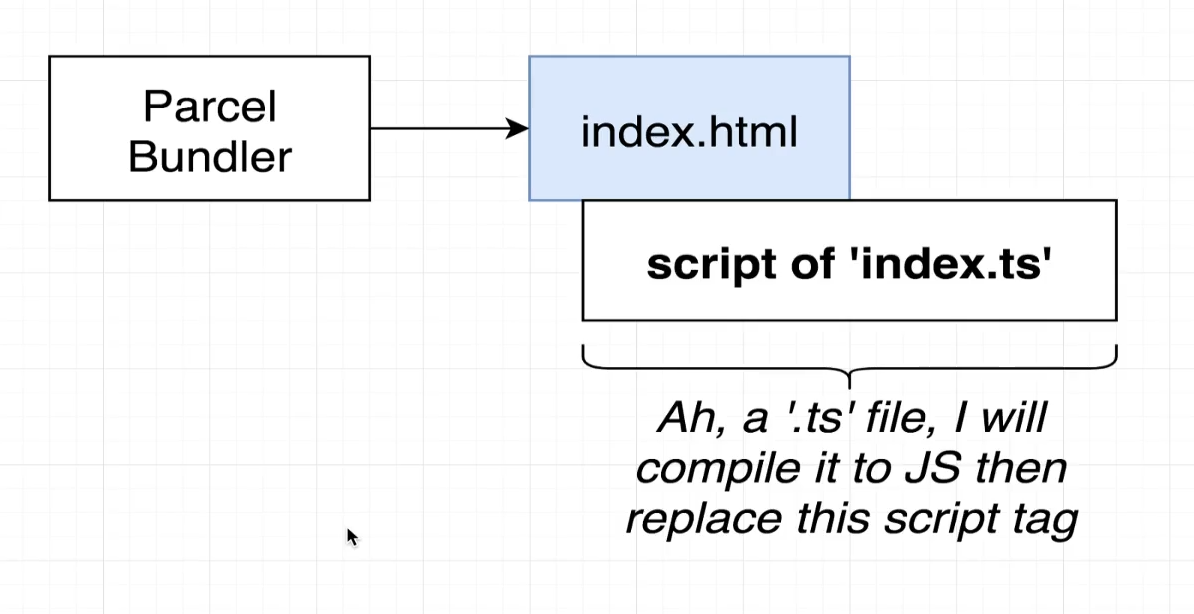 Parcel
Bundler
index.html
script of 'index.ts'
Ah, a '.ts' file, I will
compile it to JS then
replace this script tag